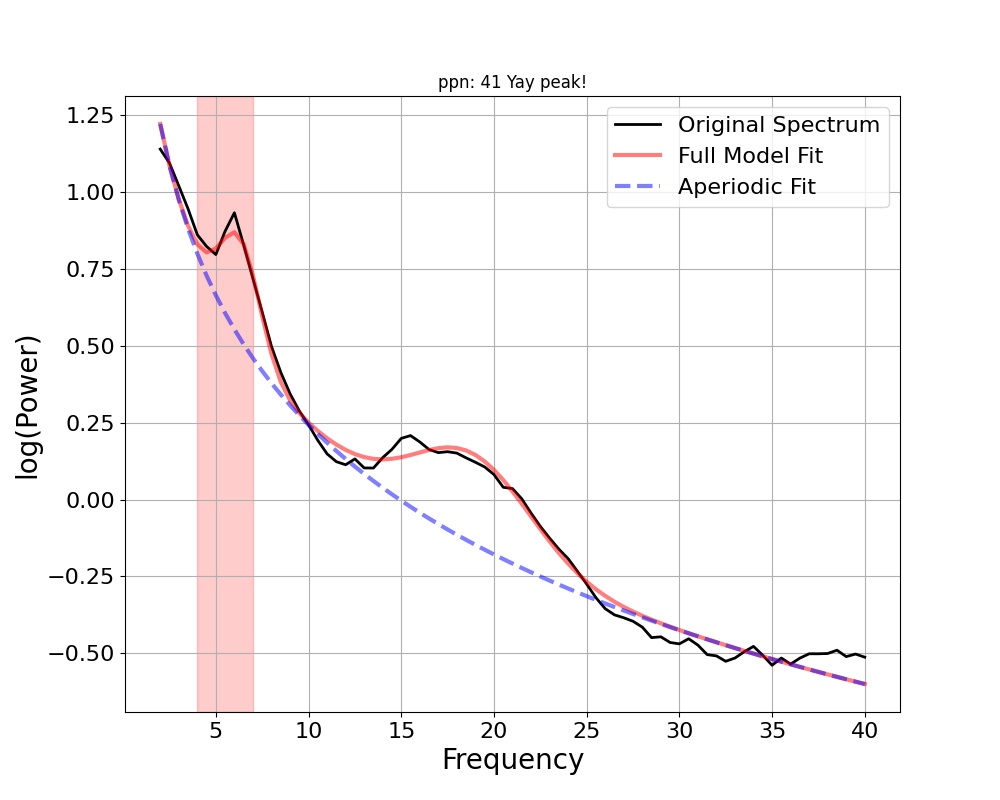 ppn: 41 Yay peak!
Original Spectrum
Full Model Fit
Aperiodic Fit
1.25
1.00
0.75
0.50
0.25
0.00
−0.25
−0.50
log(Power)
5 10 15 20 25 30 35 40
Frequency